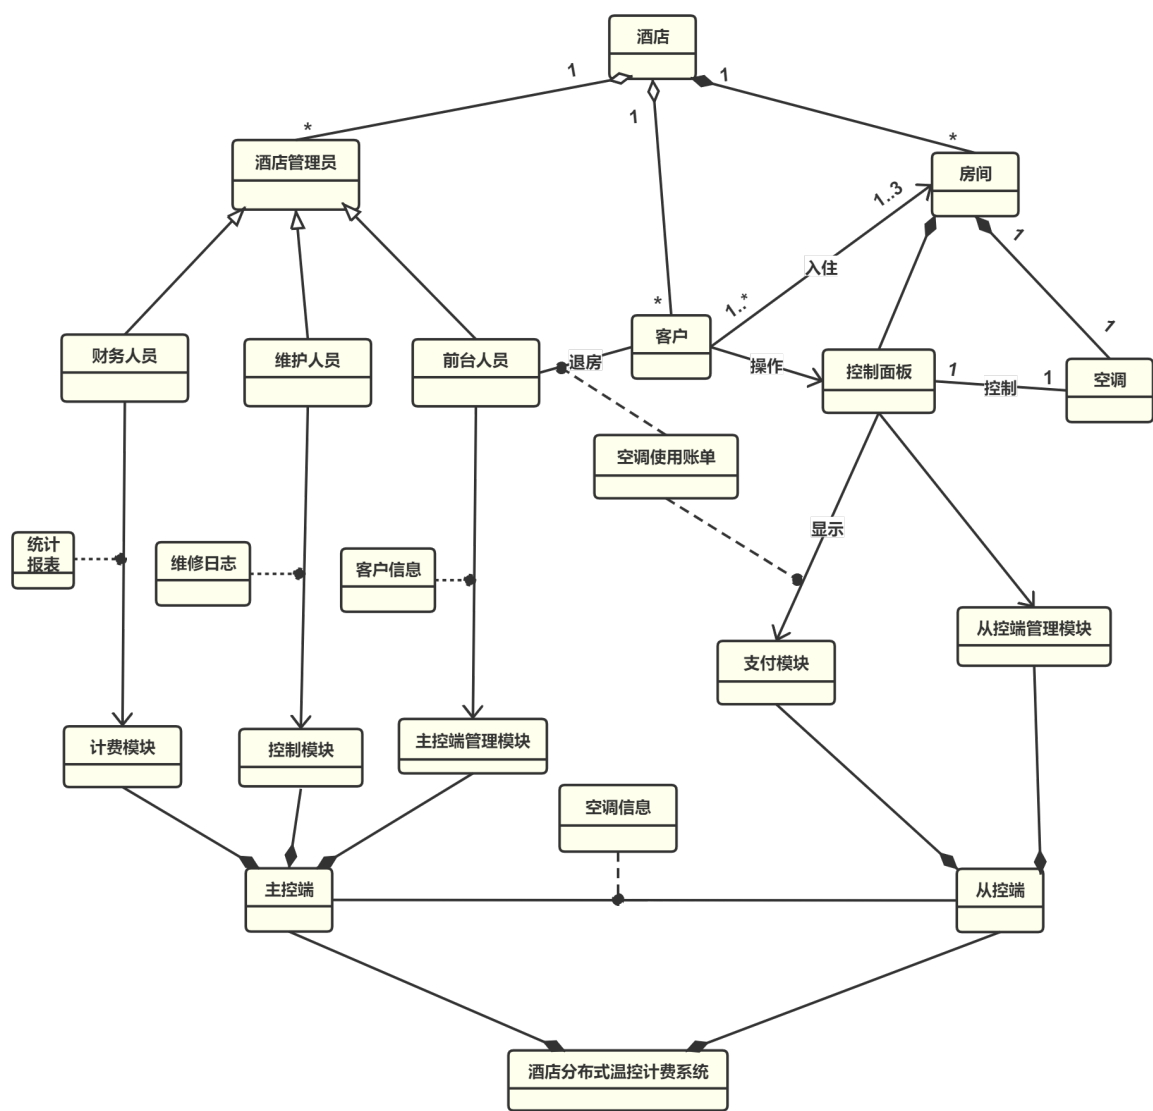 酒店
1
1
1
*
*
酒店管理员
房间
1..3
1
入住
1..*
*
客户
1
财务人员
维护人员
前台人员
退房
操作
控制面板
1
控制
1
空调
空调使用账单
显示
统计
报表
维修日志
客户信息
从控端管理模块
支付模块
计费模块
控制模块
主控端管理模块
空调信息
主控端
从控端
酒店分布式温控计费系统